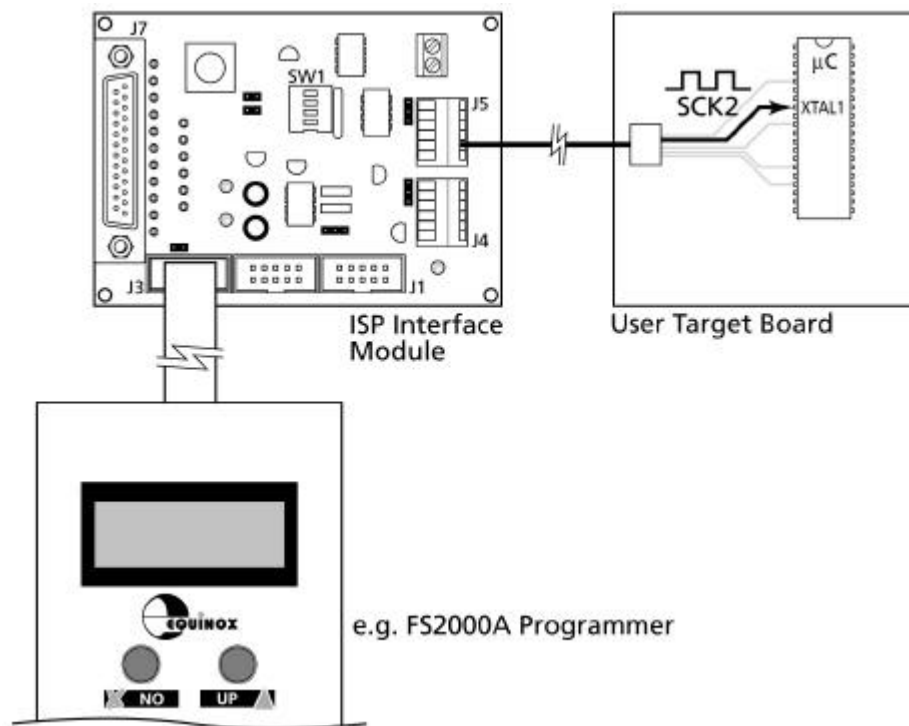 J7
SW1
J5
J4
J3
J1
ISP Interface
Module
SCK2
μC
XTAL1
User Target Board
EQUINOX
e.g. FS2000A Programmer
X NO
UP